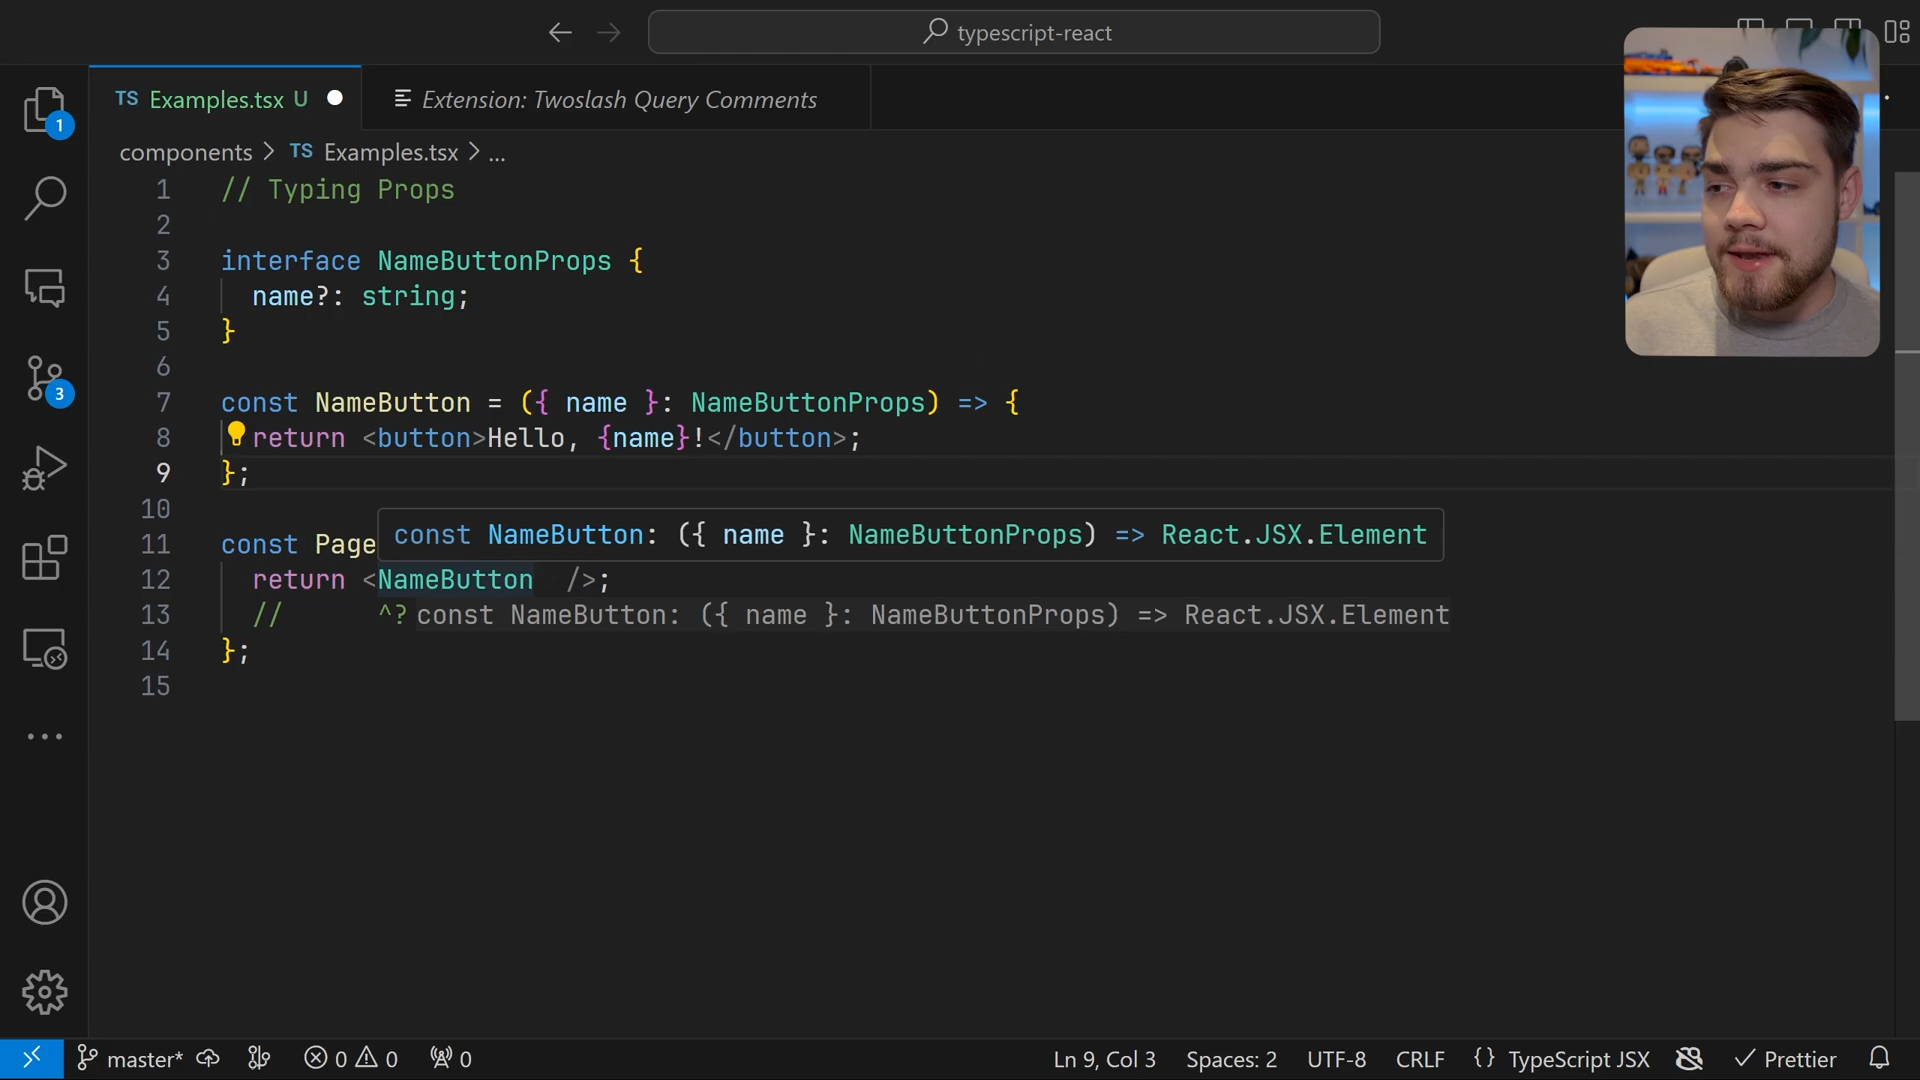 typescript-react
TS Examples.tsx U
Extension: Twoslash Query Comments
components > TS Examples.tsx > ...
1 // Typing Props
2
3 interface NameButtonProps {
4 name?: string;
5 }
6
7 const NameButton = ({ name }: NameButtonProps) => {
8 return <button>Hello, {name}!</button>;
9 };
10
const NameButton: ({ name }: NameButtonProps) => React.JSX.Element
11 const Page
12 return <NameButton />;
13 // ^? const NameButton: ({ name }: NameButtonProps) => React.JSX.Element
14 };
15
1
3
master* 0 0 0 Ln 9, Col 3 Spaces: 2 UTF-8 CRLF {} TypeScript JSX Prettier